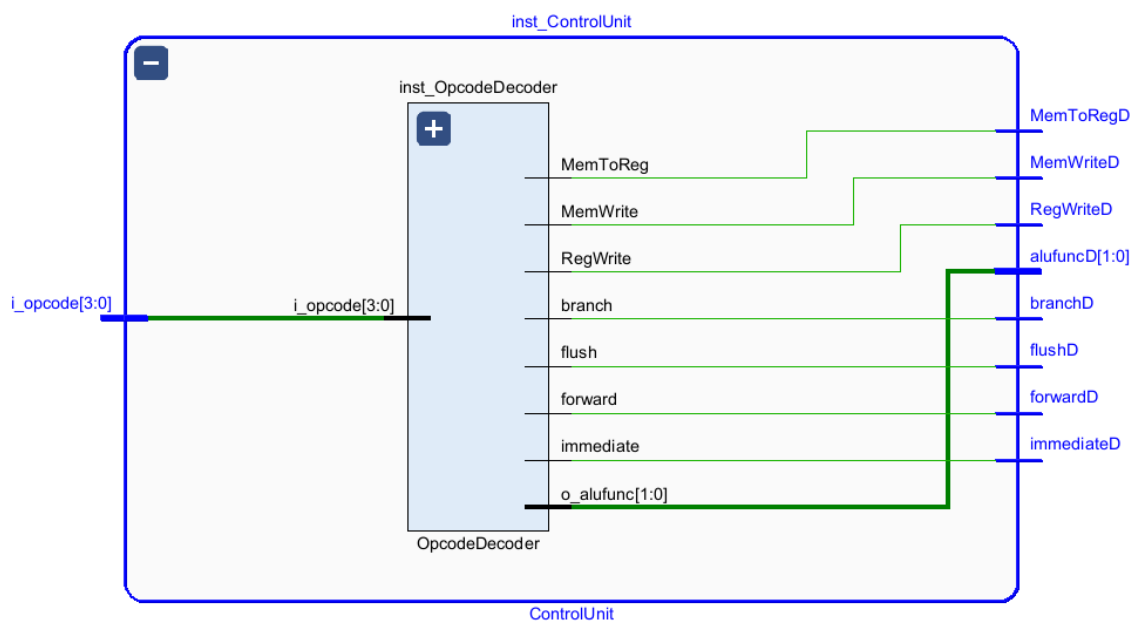 inst_ControlUnit
inst_OpcodeDecoder
MemToRegD
MemToReg
MemWriteD
MemWrite
RegWriteD
RegWrite
alufuncD[1:0]
i_opcode[3:0]
i_opcode[3:0]
branch
branchD
flush
flushD
forward
forwardD
immediate
immediateD
o_alufunc[1:0]
OpcodeDecoder
ControlUnit